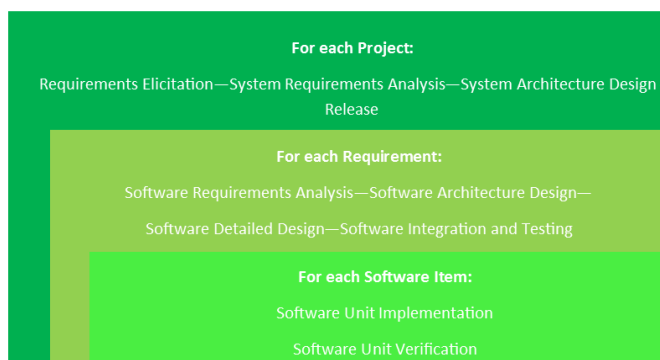 For each Project:
Requirements Elicitation—System Requirements Analysis—System Architecture Design
Release
For each Requirement:
Software Requirements Analysis—Software Architecture Design—
Software Detailed Design—Software Integration and Testing
For each Software Item:
Software Unit Implementation
Software Unit Verification